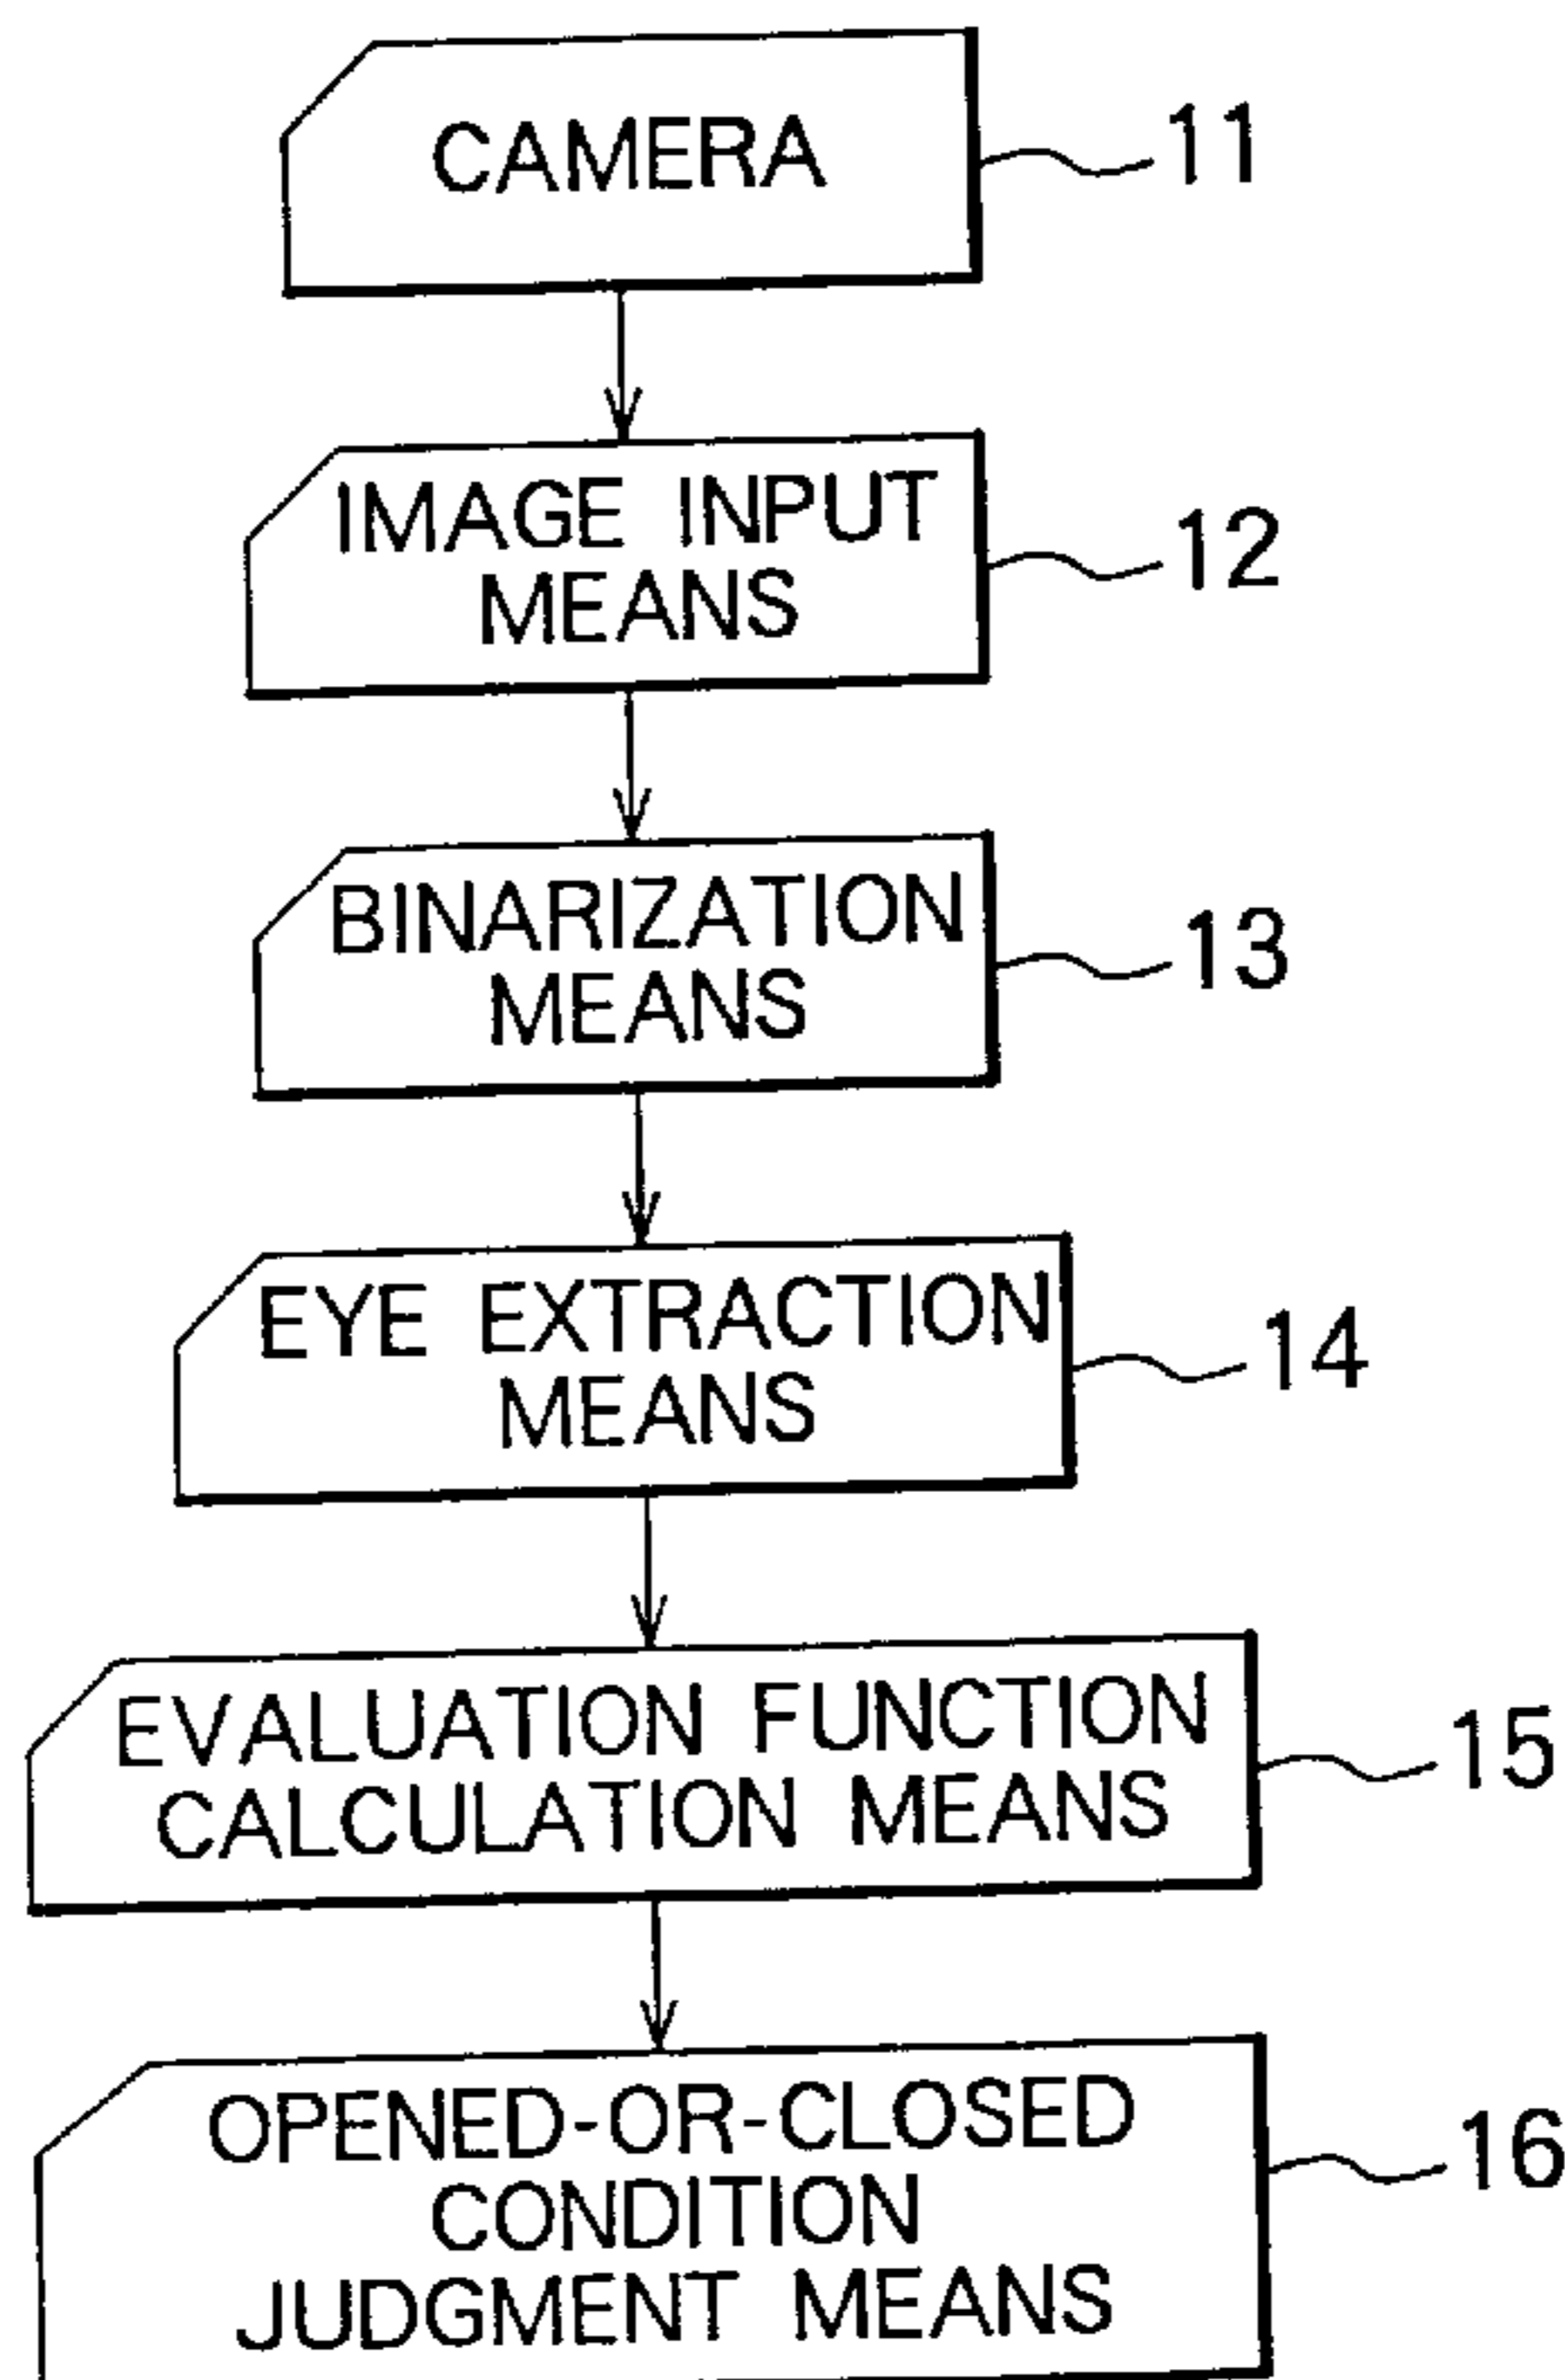 CAMERA
11
IMAGE INPUT
MEANS
12
BINARIZATION
MEANS
13
EYE EXTRACTION
MEANS
14
EVALUATION FUNCTION
CALCULATION MEANS
15
OPENED-OR-CLOSED
CONDITION
JUDGMENT MEANS
16